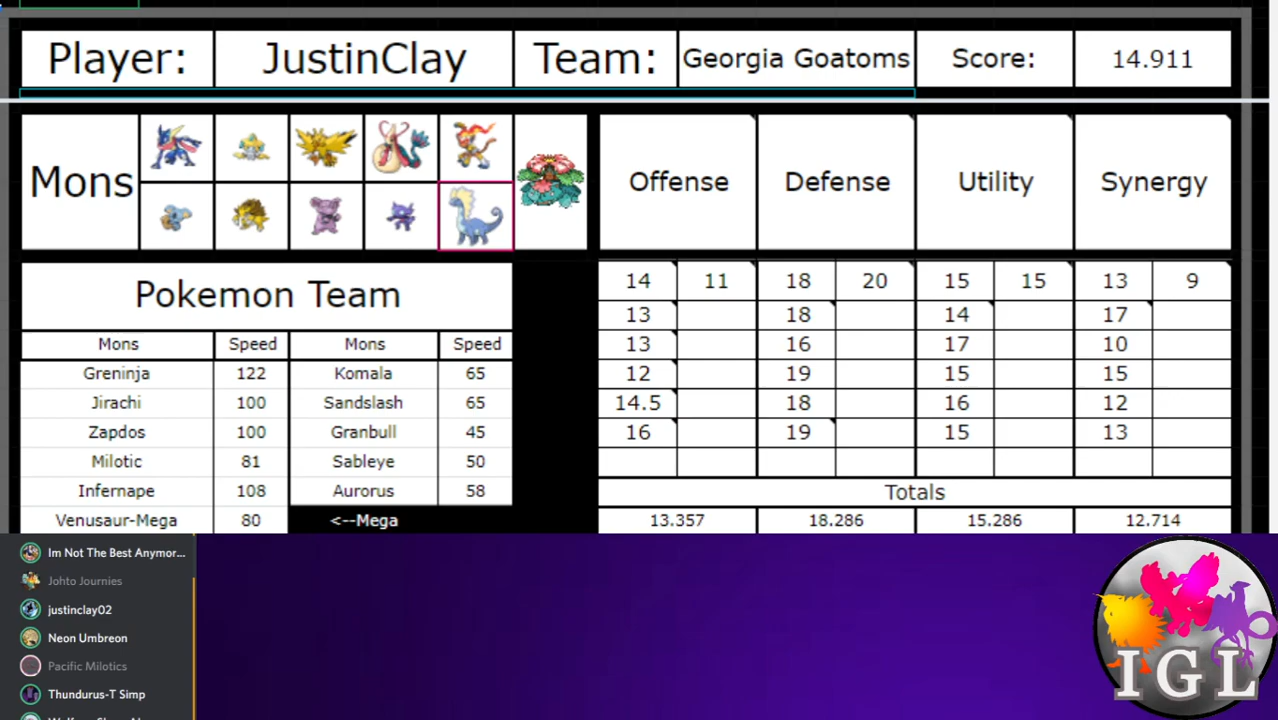 Player: JustinClay Team: Georgia Goatoms Score: 14.911
Mons Offense Defense Utility Synergy
Pokemon Team 14 11 18 20 15 15 13 9
13 18 14 17
Mons Speed Mons Speed 13 16 17 10
Greninja 122 Komala 65 12 19 15 15
Jirachi 100 Sandslash 65 14.5 18 16 12
Zapdos 100 Granbull 45 16 19 15 13
Milotic 81 Sableye 50
Infernape 108 Aurorus 58 Totals
Venusaur-Mega 80 <--Mega 13.357 18.286 15.286 12.714
Im Not The Best Anymor...
Johto Journies
justinclay02
Neon Umbreon
Pacific Milotics
Thundurus-T Simp
IGL